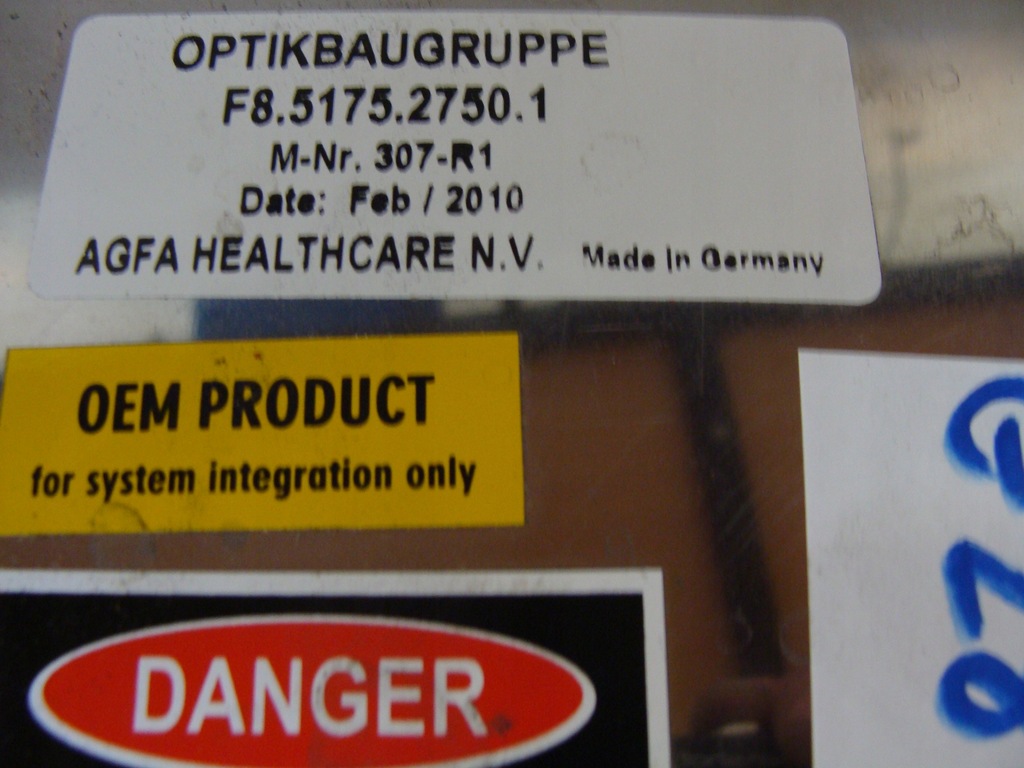 OPTIKBAUGRUPPE
F8.5175.2750.1
M-Nr. 307-R1
Date: Feb / 2010
AGFA HEALTHCARE N.V. Made in Germany
OEM PRODUCT
for system integration only
DANGER